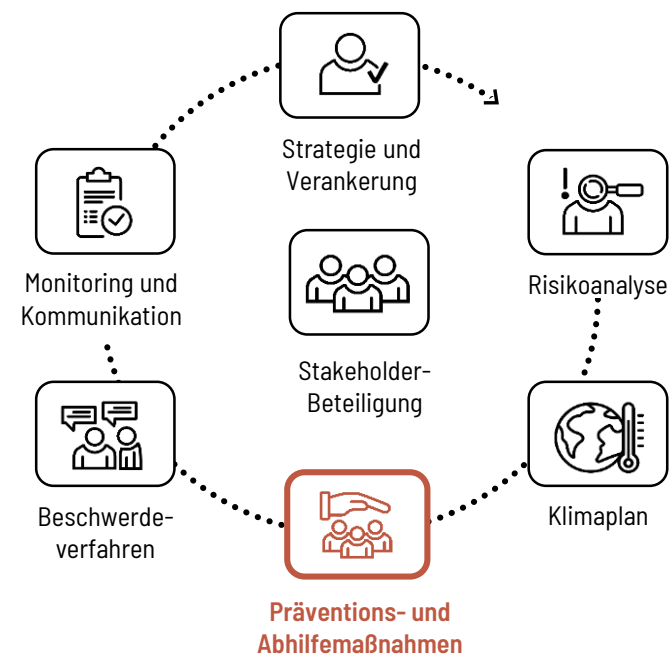 Strategie und
Verankerung
Monitoring und
Kommunikation
Risikoanalyse
Stakeholder-
Beteiligung
Beschwerde-
verfahren
Klimaplan
Präventions- und
Abhilfemaßnahmen